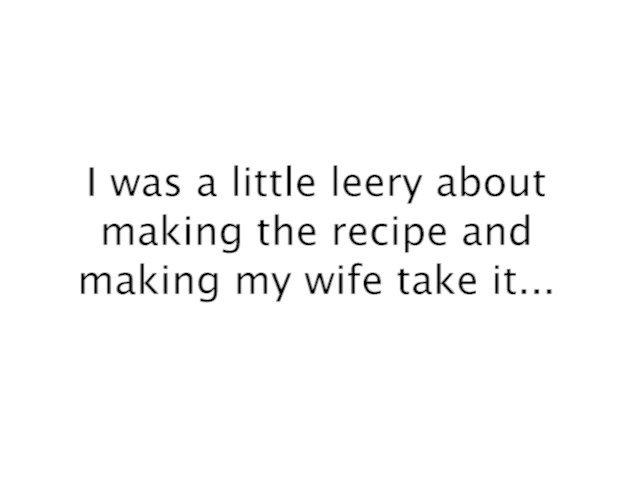 I was a little leery about
making the recipe and
making my wife take it...